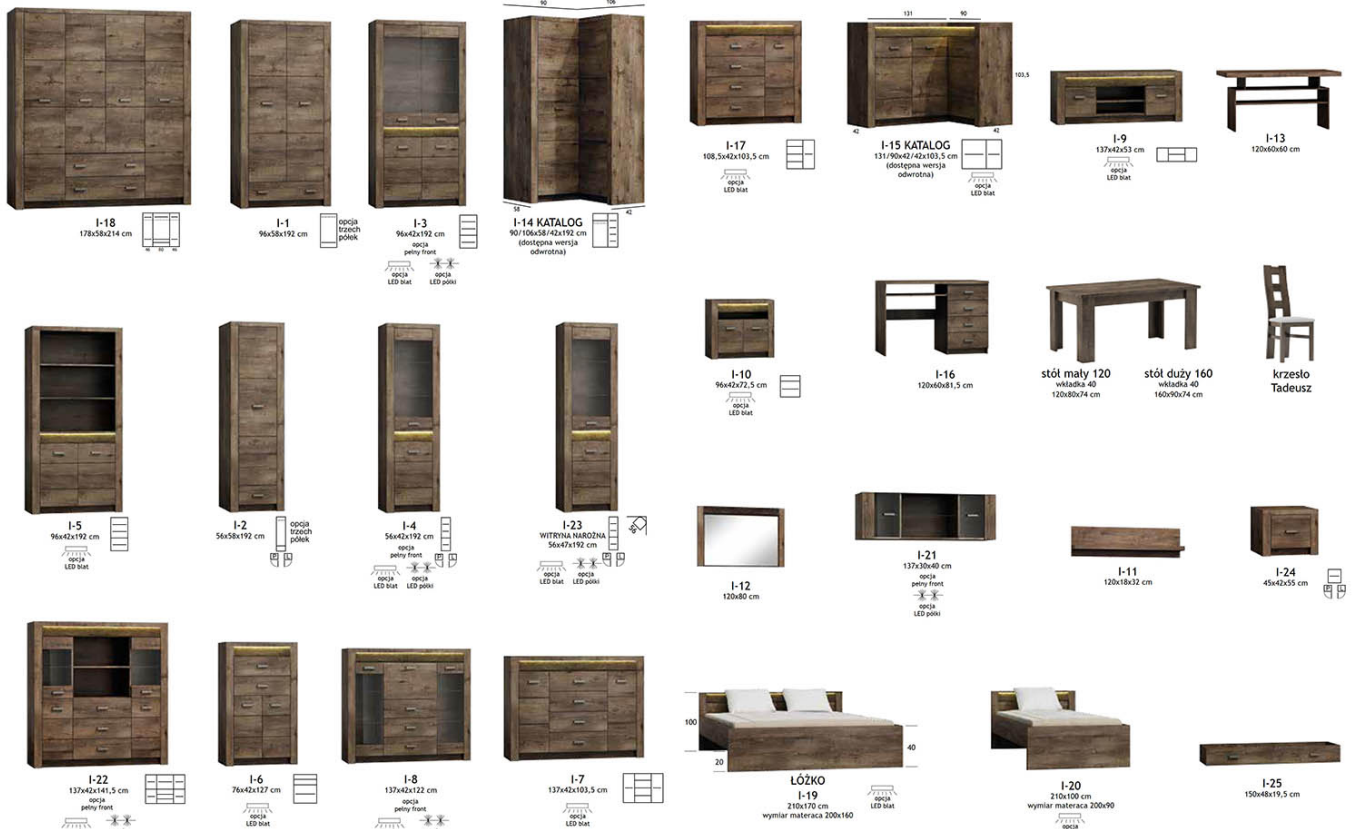 90
106
131
90
103,5
42
42
58
42
I-18
178x58x214 cm
I-1
96x58x192 cm
opcja
trzech
półek
I-3
96x42x192 cm
opcja
pełny front
opcja
LED blat
opcja
LED półki
I-14 KATALOG
90/106x58/42x192 cm
(dostępna wersja
odwrotna)
I-17
108,5x42x103,5 cm
opcja
LED blat
I-15 KATALOG
131/90x42/42x103,5 cm
(dostępna wersja
odwrotna)
opcja
LED blat
I-9
137x42x53 cm
opcja
LED blat
I-13
120x60x60 cm
I-5
96x42x192 cm
opcja
LED blat
I-2
56x58x192 cm
opcja
trzech
półek
P L
I-4
56x42x192 cm
opcja
pełny front
P L
opcja
LED blat
opcja
LED półki
I-23
WITRYNA NAROŻNA
56x47x192 cm
P L
opcja
LED blat
opcja
LED półki
I-10
96x42x72,5 cm
opcja
LED blat
I-16
120x60x81,5 cm
stół mały 120
wkładka 40
120x80x74 cm
stół duży 160
wkładka 40
160x90x74 cm
krzesło
Tadeusz
I-12
120x80 cm
I-21
137x30x40 cm
opcja
pełny front
opcja
LED półki
I-11
120x18x32 cm
I-24
45x42x55 cm
P L
I-22
137x42x141,5 cm
opcja
pełny front
I-6
76x42x127 cm
opcja
LED blat
I-8
137x42x122 cm
opcja
pełny front
I-7
137x42x103,5 cm
opcja
LED blat
100
20
40
ŁÓŻKO
I-19
210x170 cm
wymiar materaca 200x160
opcja
LED blat
I-20
210x100 cm
wymiar materaca 200x90
opcja
I-25
150x48x19,5 cm